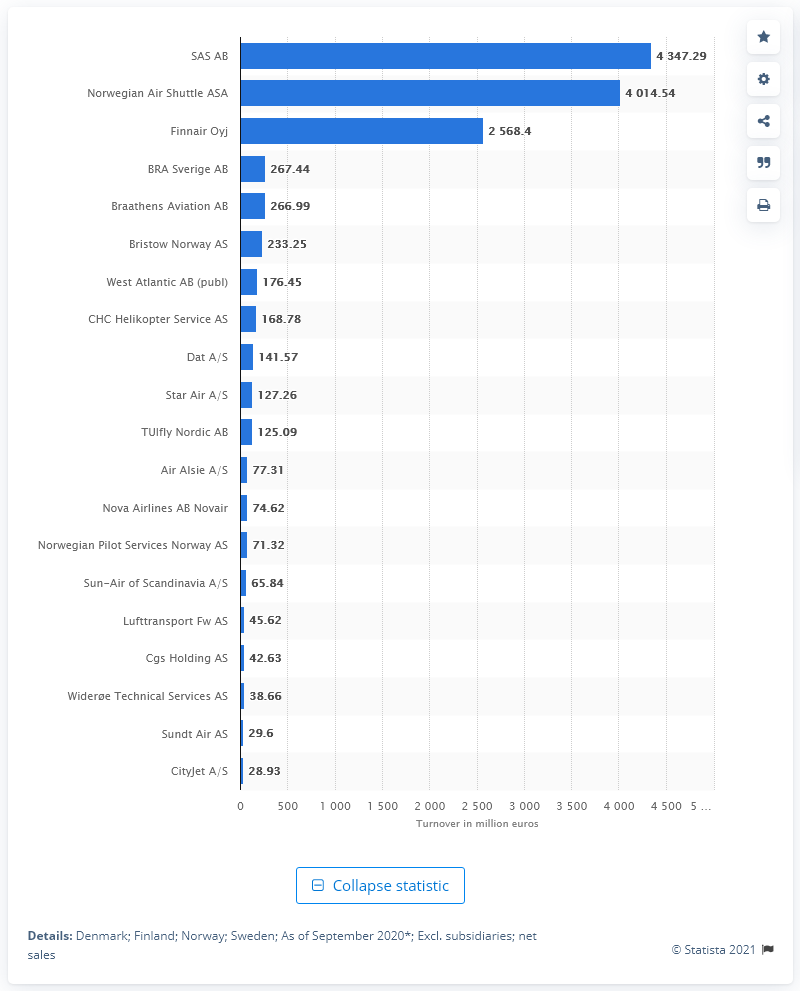 SAS AB 4 347.29
Norwegian Air Shuttle ASA 4 014.54
Finnair Oyj 2 568.4
BRA Sverige AB 267.44
Braathens Aviation AB 266.99
Bristow Norway AS 233.25
West Atlantic AB (publ) 176.45
CHC Helikopter Service AS 168.78
Dat A/S 141.57
Star Air A/S 127.26
TUIfly Nordic AB 125.09
Air Alsie A/S 77.31
Nova Airlines AB Novair 74.62
Norwegian Pilot Services Norway AS 71.32
Sun-Air of Scandinavia A/S 65.84
Lufttransport Fw AS 45.62
Cgs Holding AS 42.63
Widerøe Technical Services AS 38.66
Sundt Air AS 29.6
CityJet A/S 28.93
0 500 1 000 1 500 2 000 2 500 3 000 3 500 4 000 4 500 5 …
Turnover in million euros
Collapse statistic
Details: Denmark; Finland; Norway; Sweden; As of September 2020*; Excl. subsidiaries; net
sales
© Statista 2021